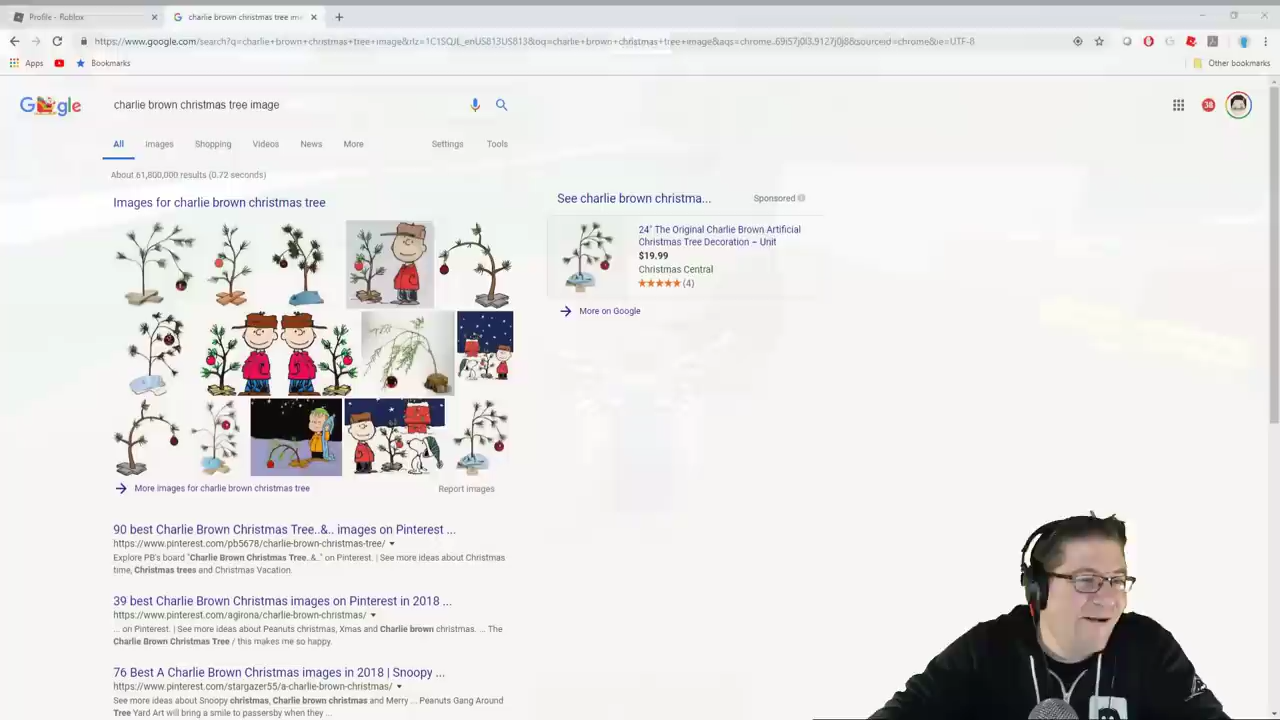 Profile - Roblox
charlie brown christmas tree im
https://www.google.com/search?q=charlie+brown+christmas+tree+image&rlz=1C1SQJL_enUS813US813&oq=charlie+brown+christmas+tree+image&aqs=chrome..69i57j0l3.9127j0j8&sourceid=chrome&ie=UTF-8
Apps
Bookmarks
Other bookmarks
Google
charlie brown christmas tree image
38
All
Images
Shopping
Videos
News
More
Settings
Tools
About 61,800,000 results (0.72 seconds)
Images for charlie brown christmas tree
See charlie brown christma...
Sponsored
24" The Original Charlie Brown Artificial
Christmas Tree Decoration – Unit
$19.99
Christmas Central
(4)
More on Google
More images for charlie brown christmas tree
Report images
90 best Charlie Brown Christmas Tree..&.. images on Pinterest ...
https://www.pinterest.com/pb5678/charlie-brown-christmas-tree/
Explore PB's board "Charlie Brown Christmas Tree..&.." on Pinterest. | See more ideas about Christmas
time, Christmas trees and Christmas Vacation.
39 best Charlie Brown Christmas images on Pinterest in 2018 ...
https://www.pinterest.com/agirona/charlie-brown-christmas/
... on Pinterest. | See more ideas about Peanuts christmas, Xmas and Charlie brown christmas. ... The
Charlie Brown Christmas Tree / this makes me so happy.
76 Best A Charlie Brown Christmas images in 2018 | Snoopy ...
https://www.pinterest.com/stargazer55/a-charlie-brown-christmas/
See more ideas about Snoopy christmas, Charlie brown christmas and Merry ... Peanuts Gang Around
Tree Yard Art will bring a smile to passersby when they ...